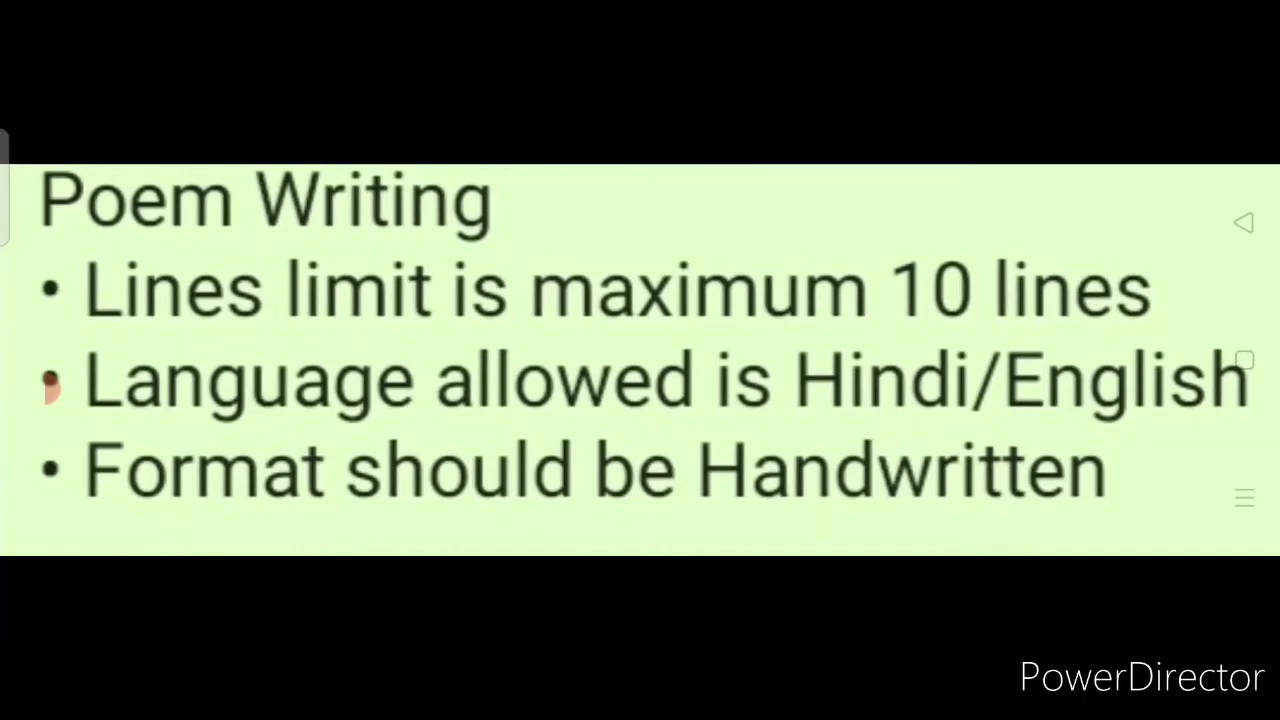 Poem Writing
• Lines limit is maximum 10 lines
• Language allowed is Hindi/English
• Format should be Handwritten
PowerDirector